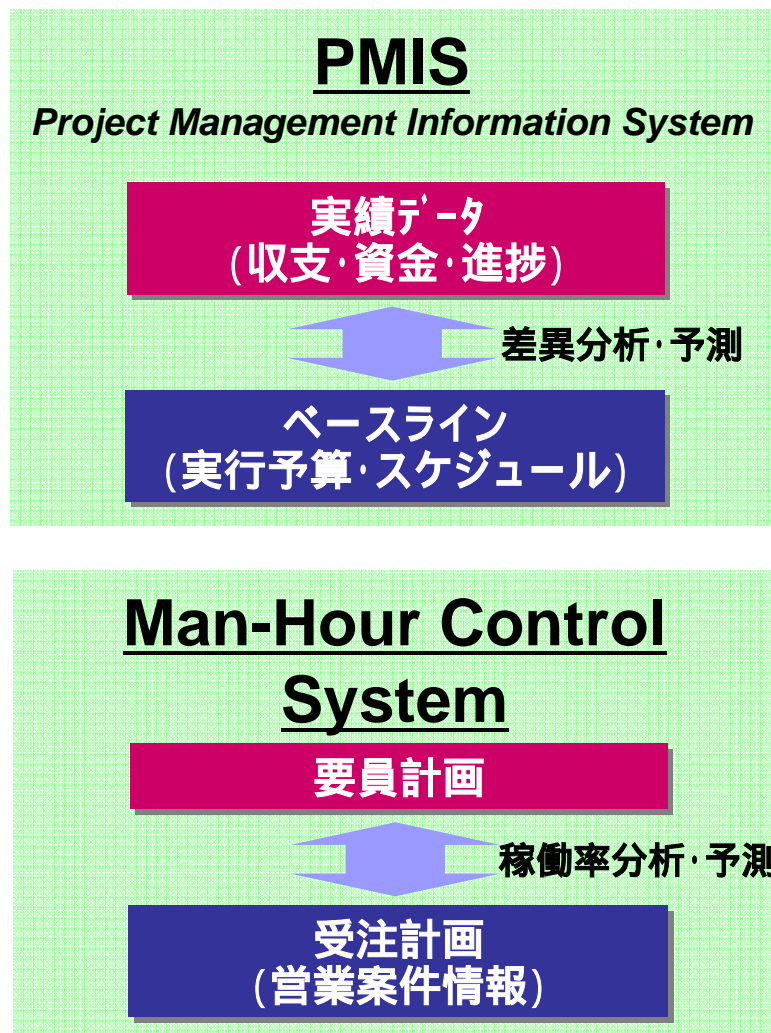 PMIS
Project Management Information System
実績ﾃﾞｰﾀ
(収支･資金･進捗)
差異分析･予測
ベースライン
(実行予算･スケジュール)
Man-Hour Control
System
要員計画
稼働率分析･予測
受注計画
(営業案件情報)